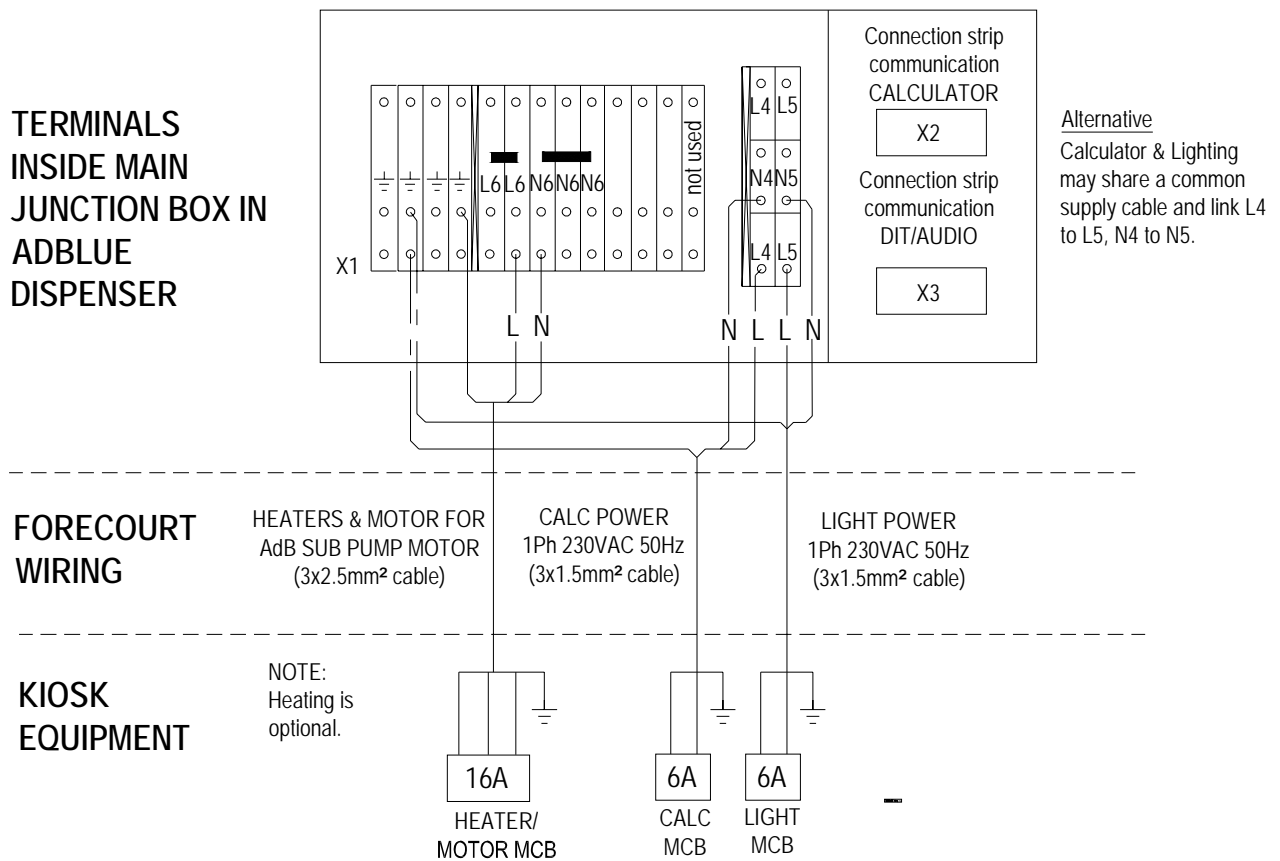 TERMINALS
INSIDE MAIN
JUNCTION BOX IN
ADBLUE
DISPENSER
X1
L6 L6 N6 N6 N6
not used
L4 L5
N4 N5
L4 L5
L N
N L L N
Connection strip
communication
CALCULATOR
X2
Connection strip
communication
DIT/AUDIO
X3
Alternative
Calculator & Lighting
may share a common
supply cable and link L4
to L5, N4 to N5.
FORECOURT
WIRING
HEATERS & MOTOR FOR
AdB SUB PUMP MOTOR
(3x2.5mm² cable)
CALC POWER
1Ph 230VAC 50Hz
(3x1.5mm² cable)
LIGHT POWER
1Ph 230VAC 50Hz
(3x1.5mm² cable)
KIOSK
EQUIPMENT
NOTE:
Heating is
optional.
16A
HEATER/
MOTOR MCB
6A
CALC
MCB
6A
LIGHT
MCB